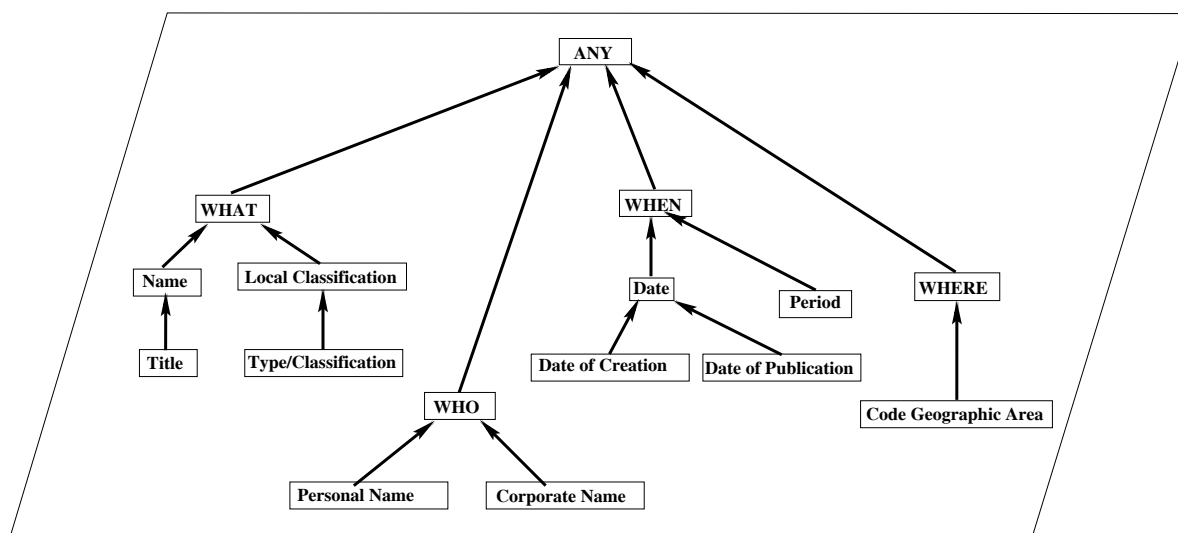 ANY
WHAT
WHEN
Name
Local Classification
Date
Period
WHERE
Title
Type/Classification
Date of Creation
Date of Publication
WHO
Code Geographic Area
Personal Name
Corporate Name